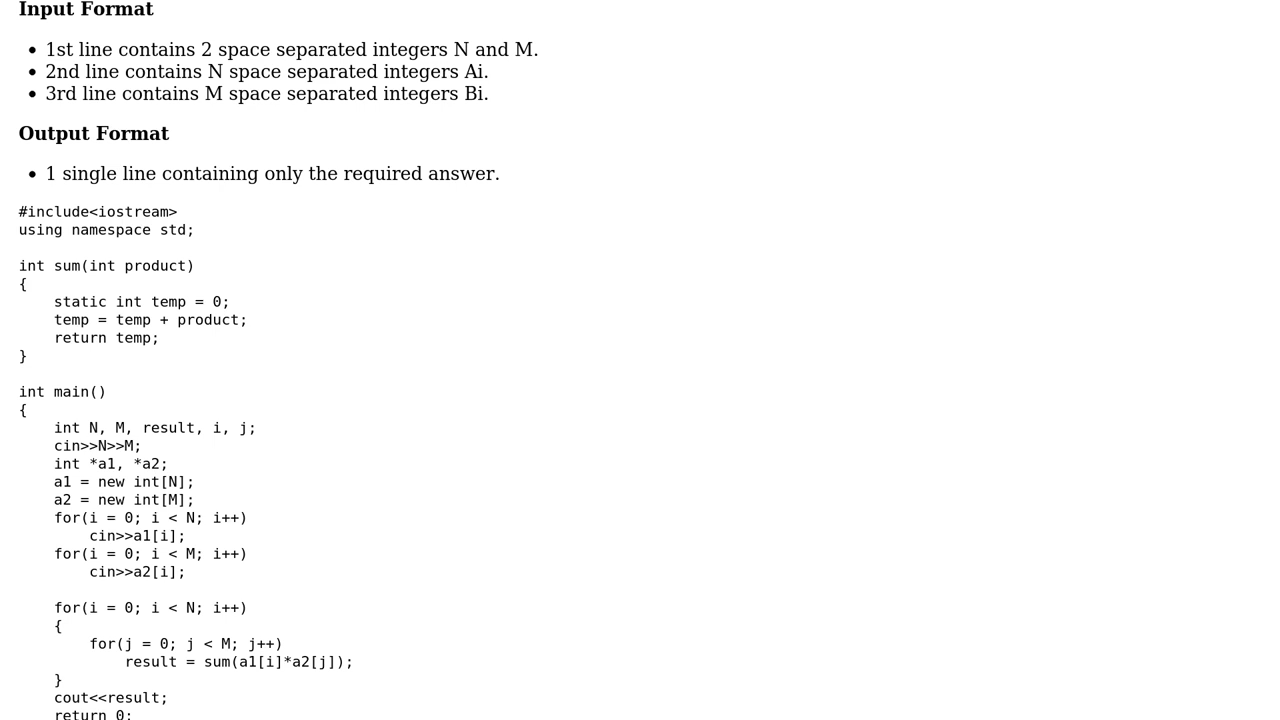 Input Format
• 1st line contains 2 space separated integers N and M.
• 2nd line contains N space separated integers Ai.
• 3rd line contains M space separated integers Bi.
Output Format
• 1 single line containing only the required answer.
#include<iostream>
using namespace std;

int sum(int product)
{
    static int temp = 0;
    temp = temp + product;
    return temp;
}

int main()
{
    int N, M, result, i, j;
    cin>>N>>M;
    int *a1, *a2;
    a1 = new int[N];
    a2 = new int[M];
    for(i = 0; i < N; i++)
        cin>>a1[i];
    for(i = 0; i < M; i++)
        cin>>a2[i];

    for(i = 0; i < N; i++)
    {
        for(j = 0; j < M; j++)
            result = sum(a1[i]*a2[j]);
    }
    cout<<result;
    return 0;